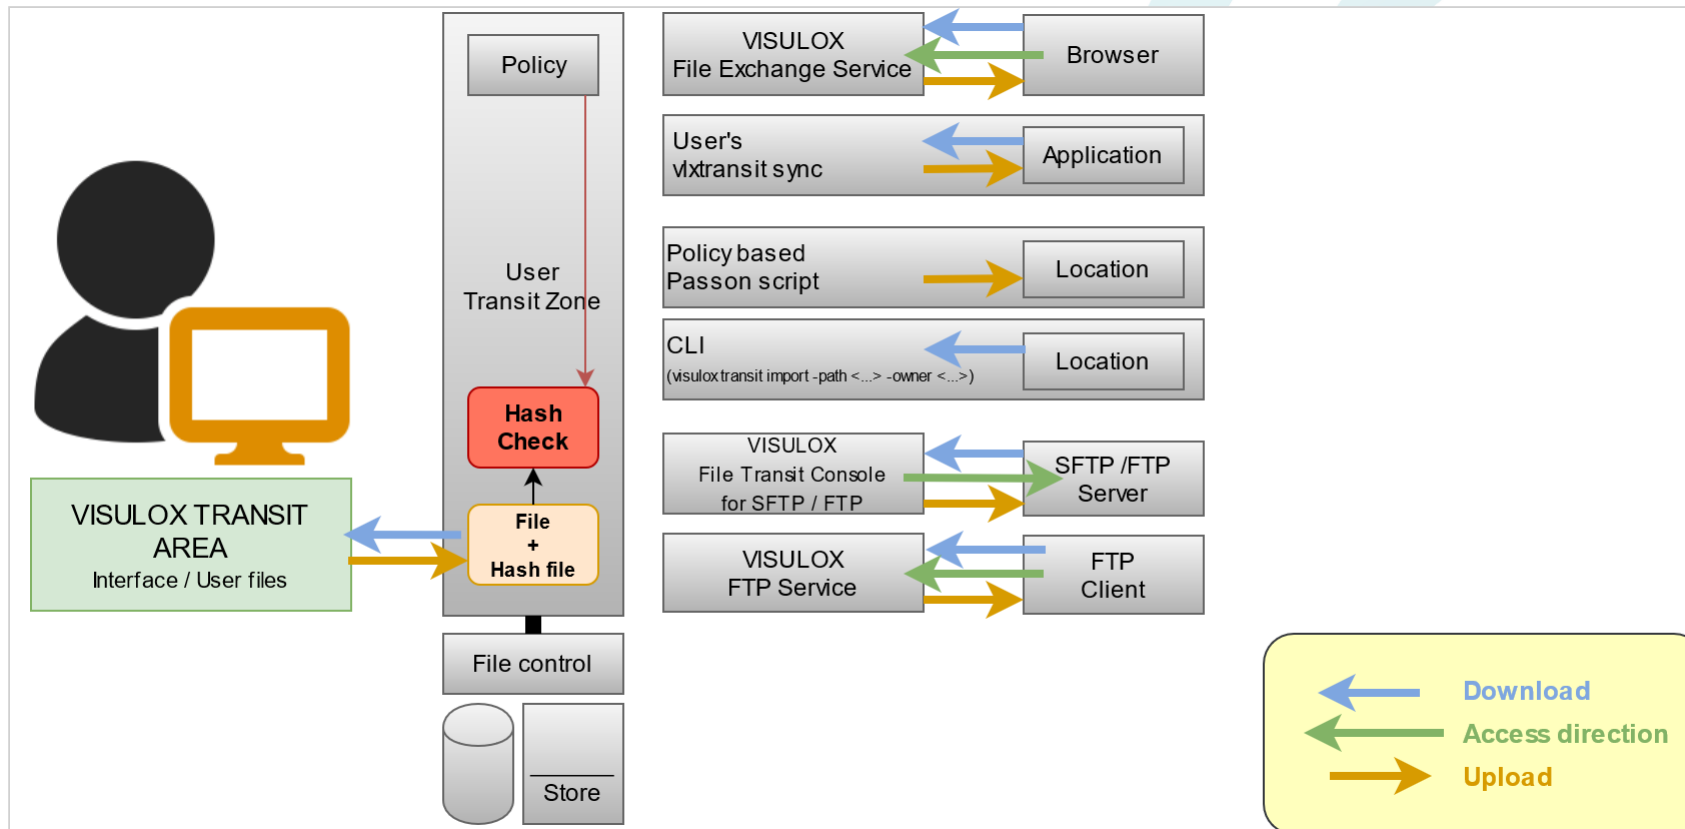 Policy
User
Transit Zone
Hash
Check
File
+
Hash file
VISULOX TRANSIT
AREA
Interface / User files
File control
Store
VISULOX
File Exchange Service
Browser
User's
vlxtransit sync
Application
Policy based
Passon script
Location
CLI
(visulox transit import -path <...> -owner <...>)
Location
VISULOX
File Transit Console
for SFTP / FTP
SFTP /FTP
Server
VISULOX
FTP Service
FTP
Client
Download
Access direction
Upload